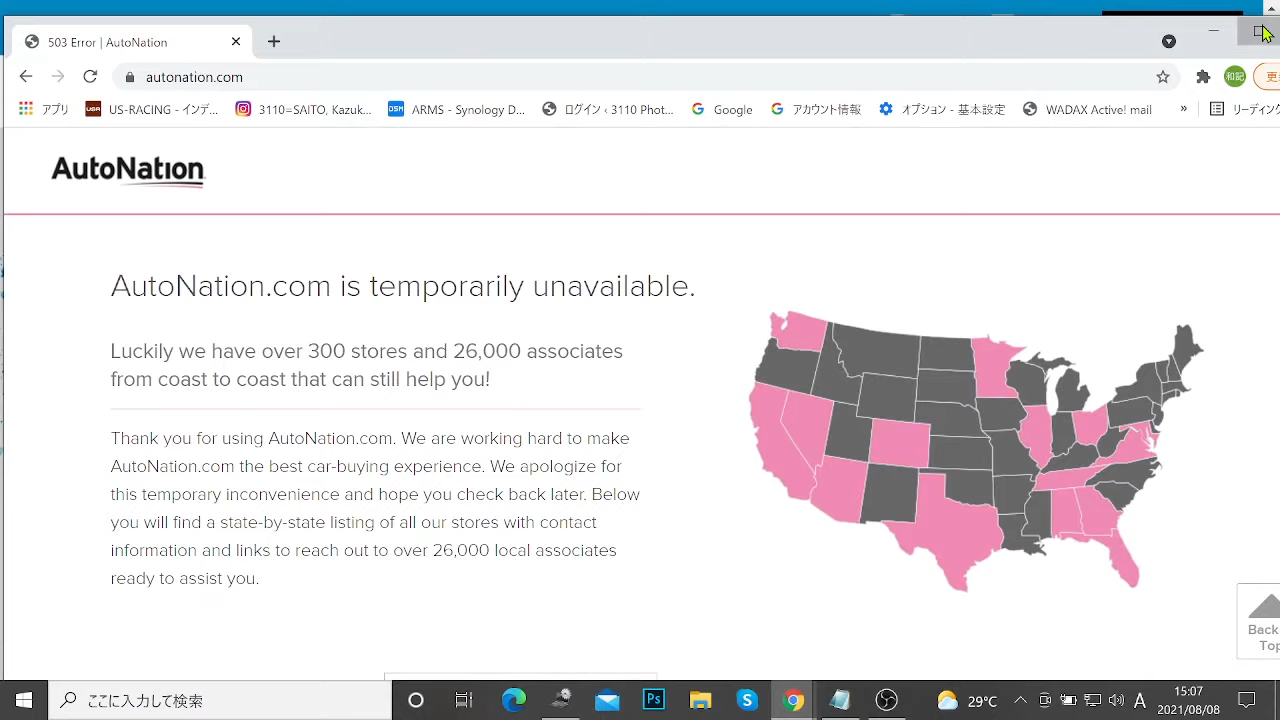 503 Error | AutoNation
autonation.com
和記
更
アプリ
US-RACING - インデ...
3110=SAITO, Kazuk...
DSM
ARMS - Synology D...
ログイン ‹ 3110 Phot...
Google
アカウント情報
オプション - 基本設定
WADAX Active! mail
»
リーディン
AutoNation
AutoNation.com is temporarily unavailable.
Luckily we have over 300 stores and 26,000 associates
from coast to coast that can still help you!
Thank you for using AutoNation.com. We are working hard to make
AutoNation.com the best car-buying experience. We apologize for
this temporary inconvenience and hope you check back later. Below
you will find a state-by-state listing of all our stores with contact
information and links to reach out to over 26,000 local associates
ready to assist you.
Back
Top
ここに入力して検索
Ps
S
29°C
A
15:07
2021/08/08